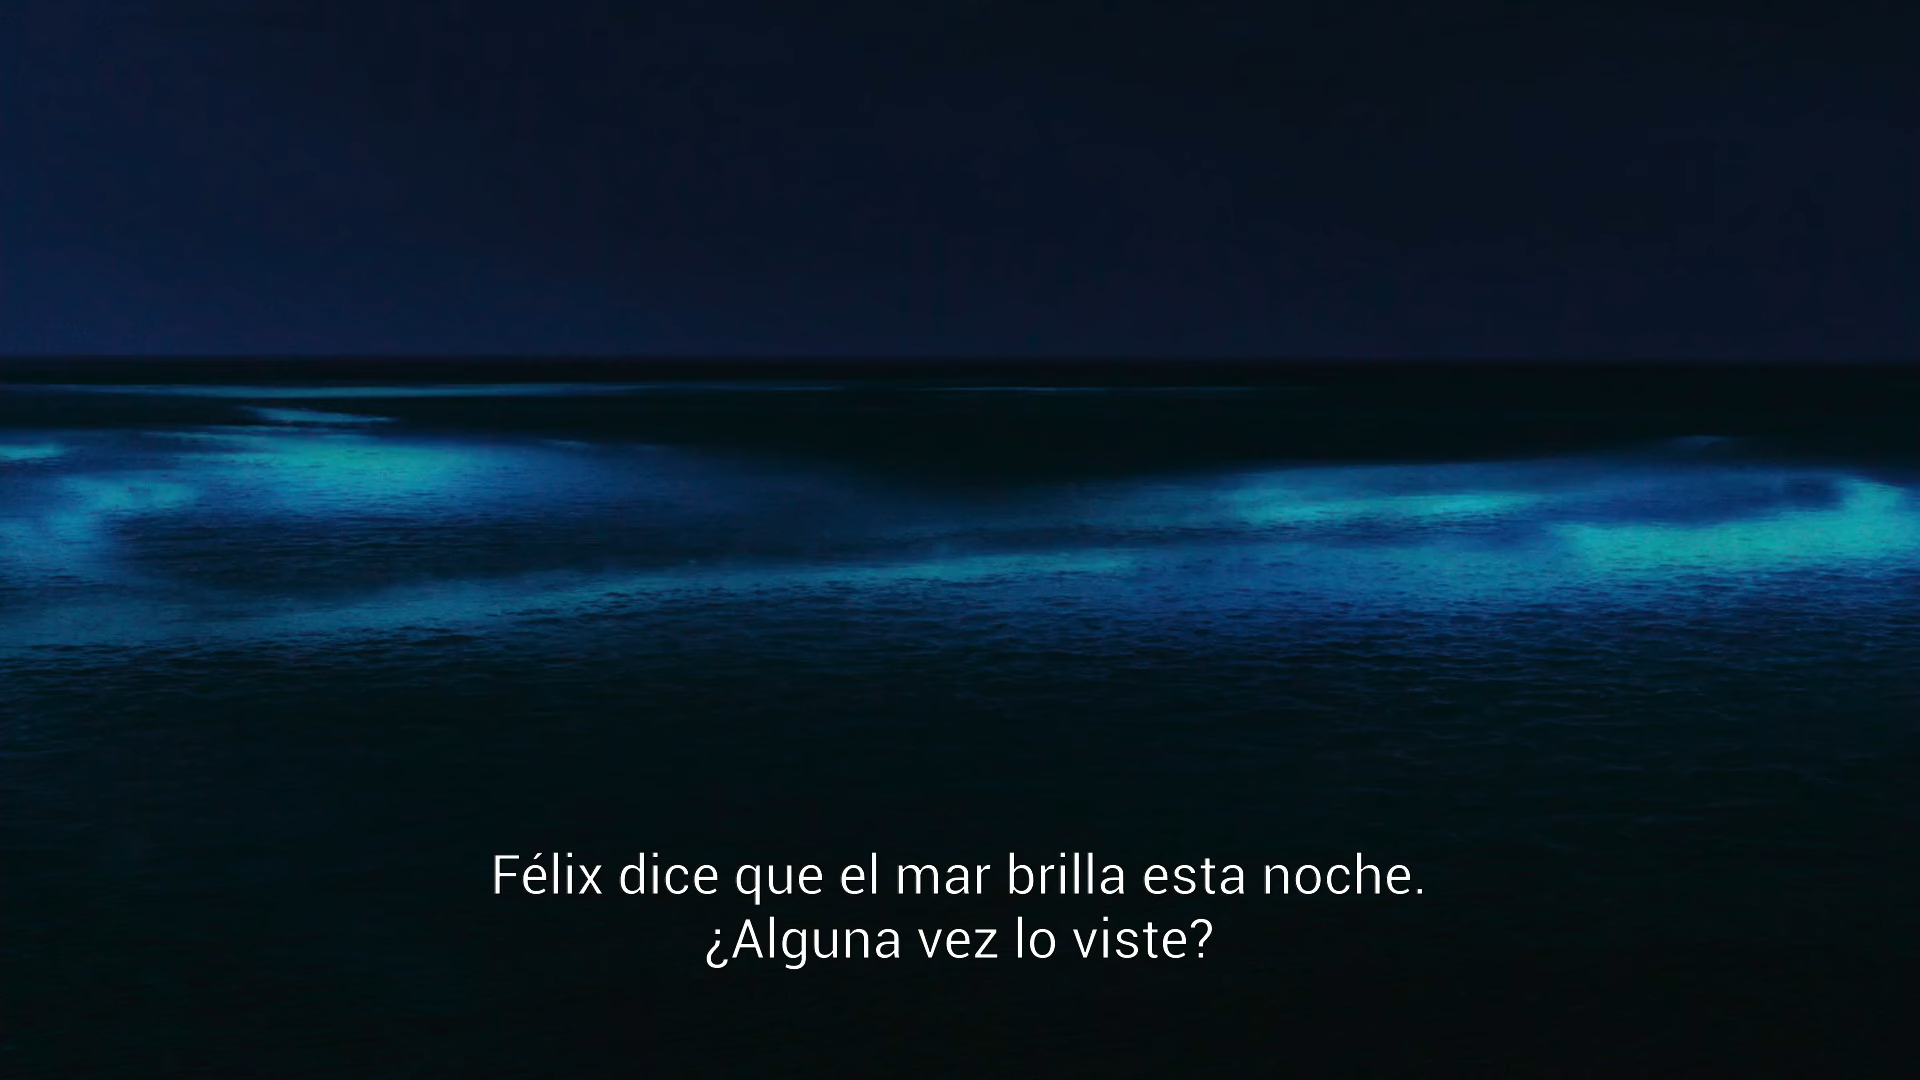 Félix dice que el mar brilla esta noche.
¿Alguna vez lo viste?